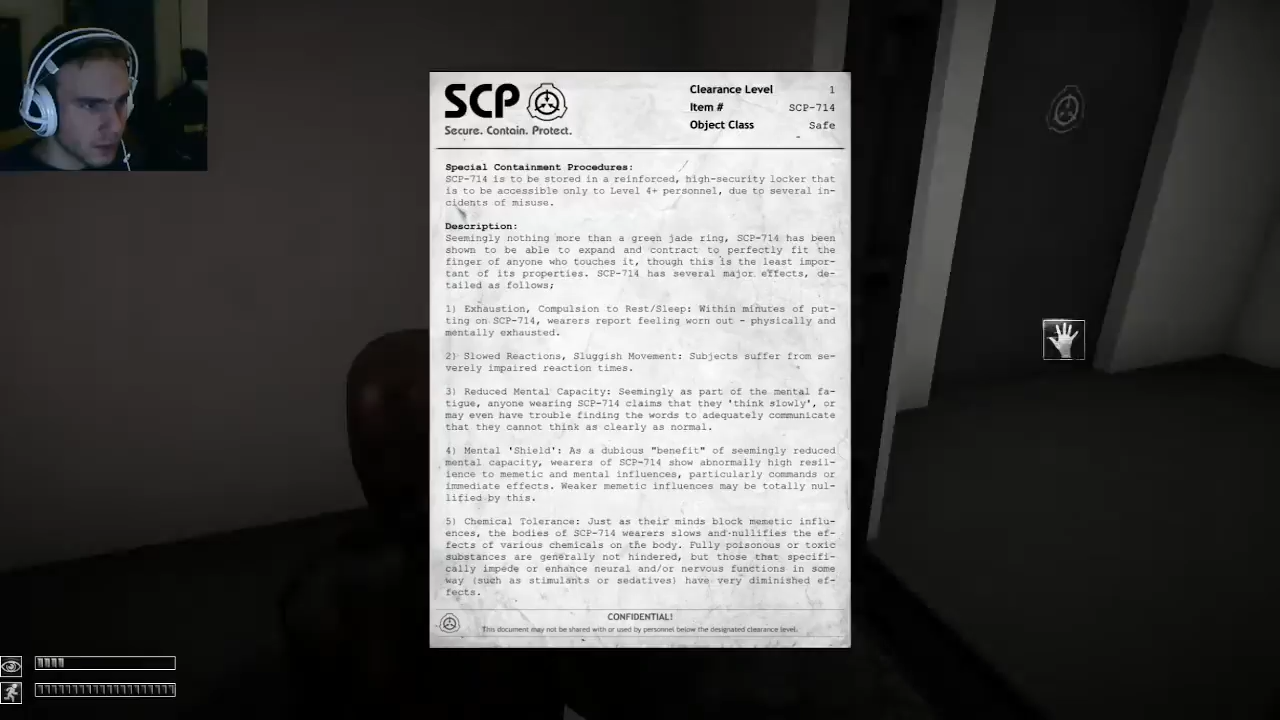 SCP
Secure. Contain. Protect.
Clearance Level 1
Item # SCP-714
Object Class Safe
Special Containment Procedures:
SCP-714 is to be stored in a reinforced, high-security locker that
is to be accessible only to Level 4+ personnel, due to several in-
cidents of misuse.
Description:
Seemingly nothing more than a green jade ring, SCP-714 has been
shown to be able to expand and contract to perfectly fit the
finger of anyone who touches it, though this is the least impor-
tant of its properties. SCP-714 has several major effects, de-
tailed as follows;
1) Exhaustion, Compulsion to Rest/Sleep: Within minutes of put-
ting on SCP-714, wearers report feeling worn out - physically and
mentally exhausted.
2) Slowed Reactions, Sluggish Movement: Subjects suffer from se-
verely impaired reaction times.
3) Reduced Mental Capacity: Seemingly as part of the mental fa-
tigue, anyone wearing SCP-714 claims that they 'think slowly', or
may even have trouble finding the words to adequately communicate
that they cannot think as clearly as normal.
4) Mental 'Shield': As a dubious "benefit" of seemingly reduced
mental capacity, wearers of SCP-714 show abnormally high resil-
ience to memetic and mental influences, particularly commands or
immediate effects. Weaker memetic influences may be totally nul-
lified by this.
5) Chemical Tolerance: Just as their minds block memetic influ-
ences, the bodies of SCP-714 wearers slows and nullifies the ef-
fects of various chemicals on the body. Fully poisonous or toxic
substances are generally not hindered, but those that specifi-
cally impede or enhance neural and/or nervous functions in some
way (such as stimulants or sedatives) have very diminished ef-
fects.
CONFIDENTIAL!
This document may not be shared with or used by personnel below the designated clearance level.